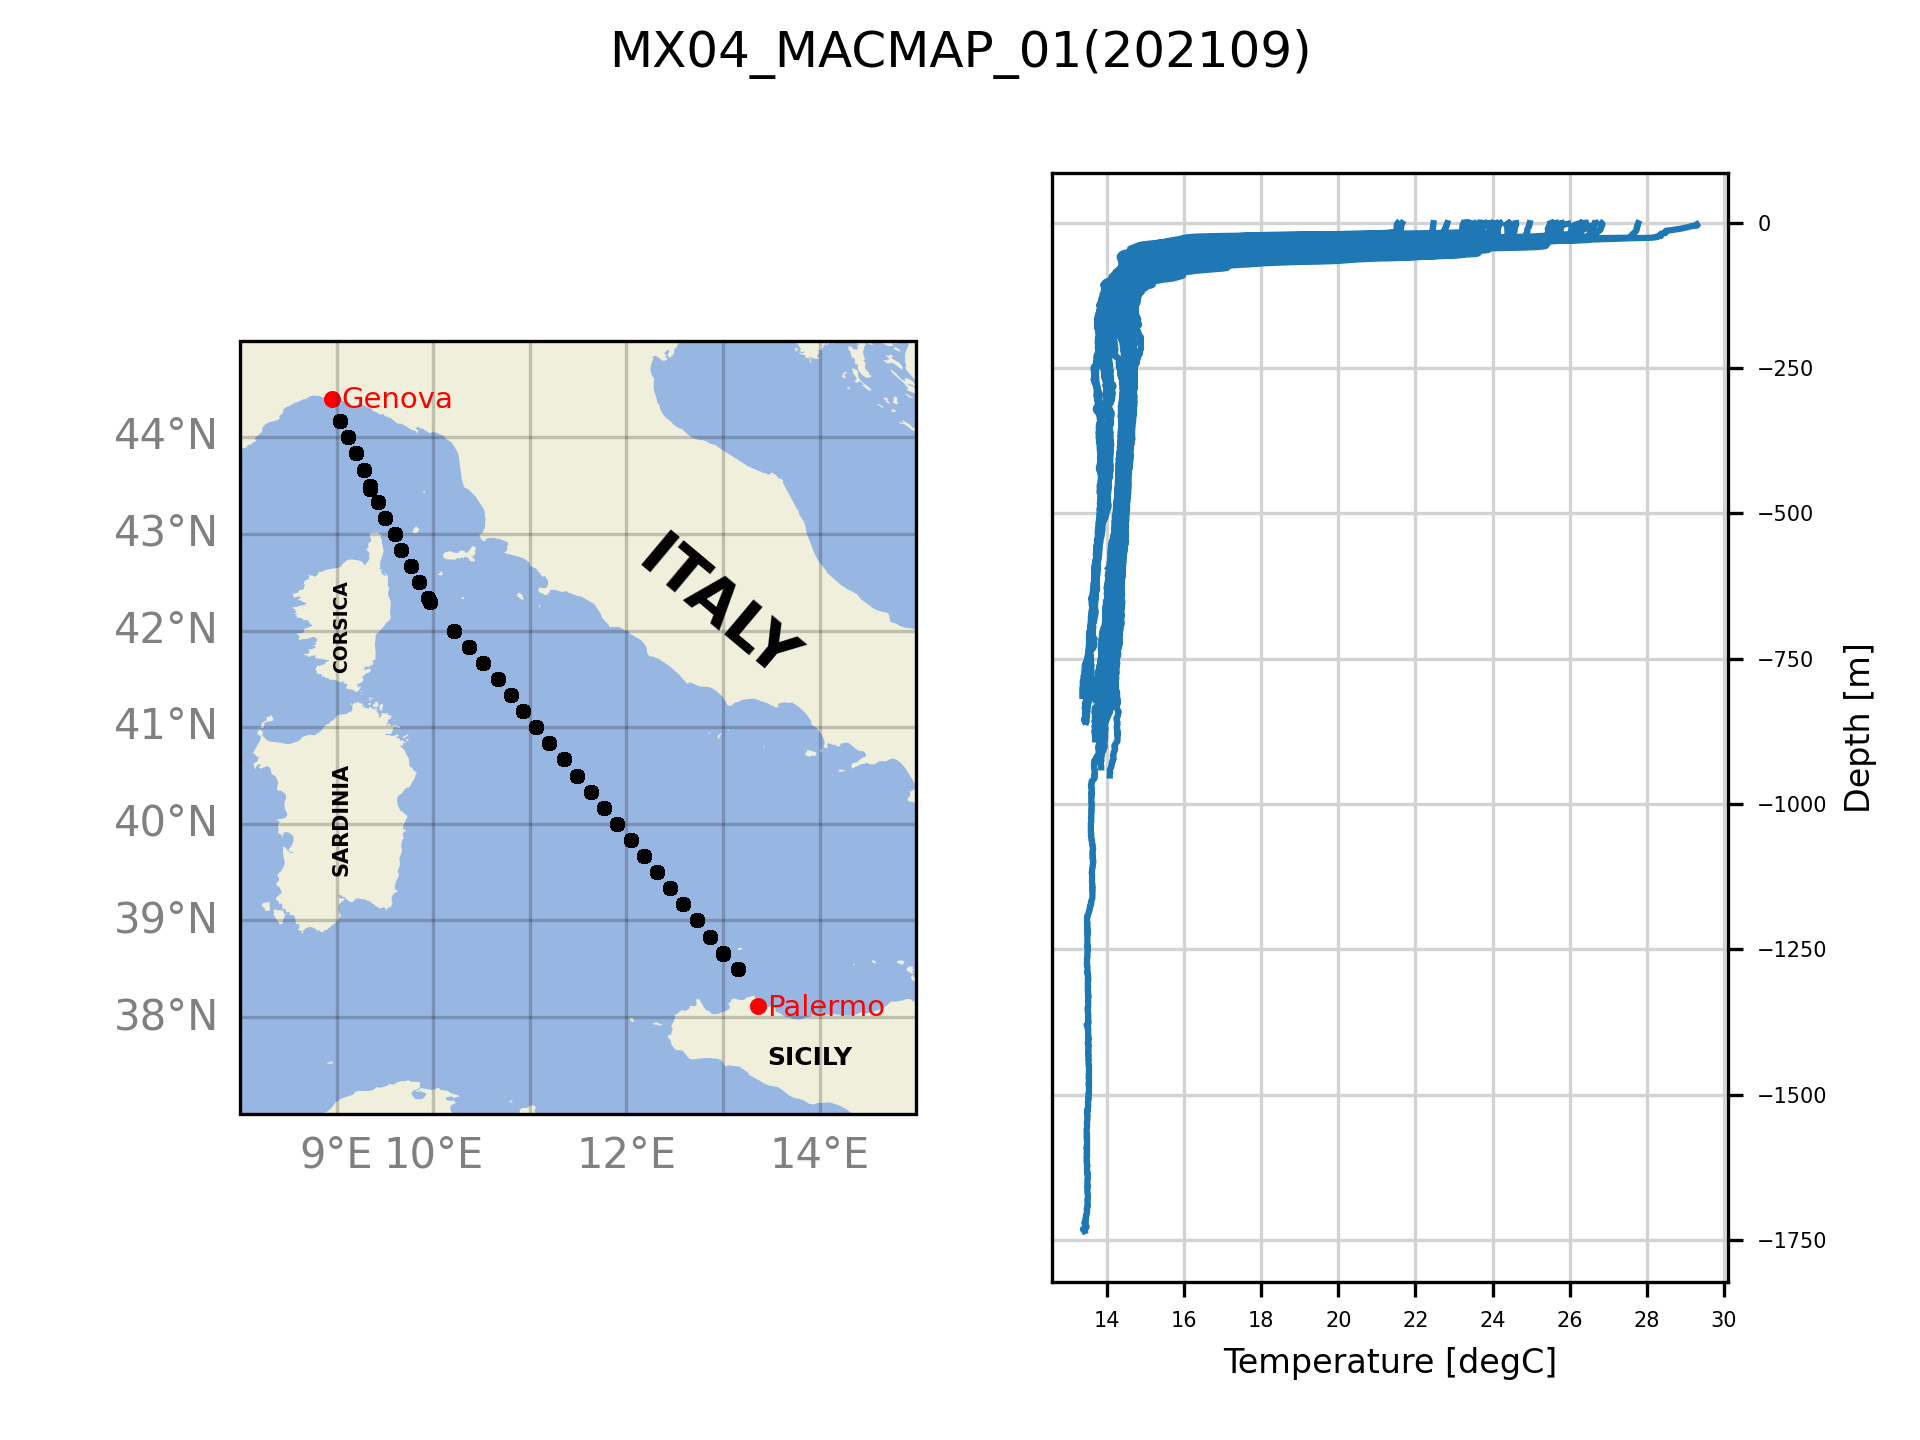 MX04_MACMAP_01(202109)
Genova
44°N
43°N
42°N
41°N
40°N
39°N
38°N
ITALY
CORSICA
SARDINIA
Palermo
SICILY
9°E 10°E 12°E 14°E
0
−250
−500
−750
−1000
−1250
−1500
−1750
Depth [m]
14 16 18 20 22 24 26 28 30
Temperature [degC]